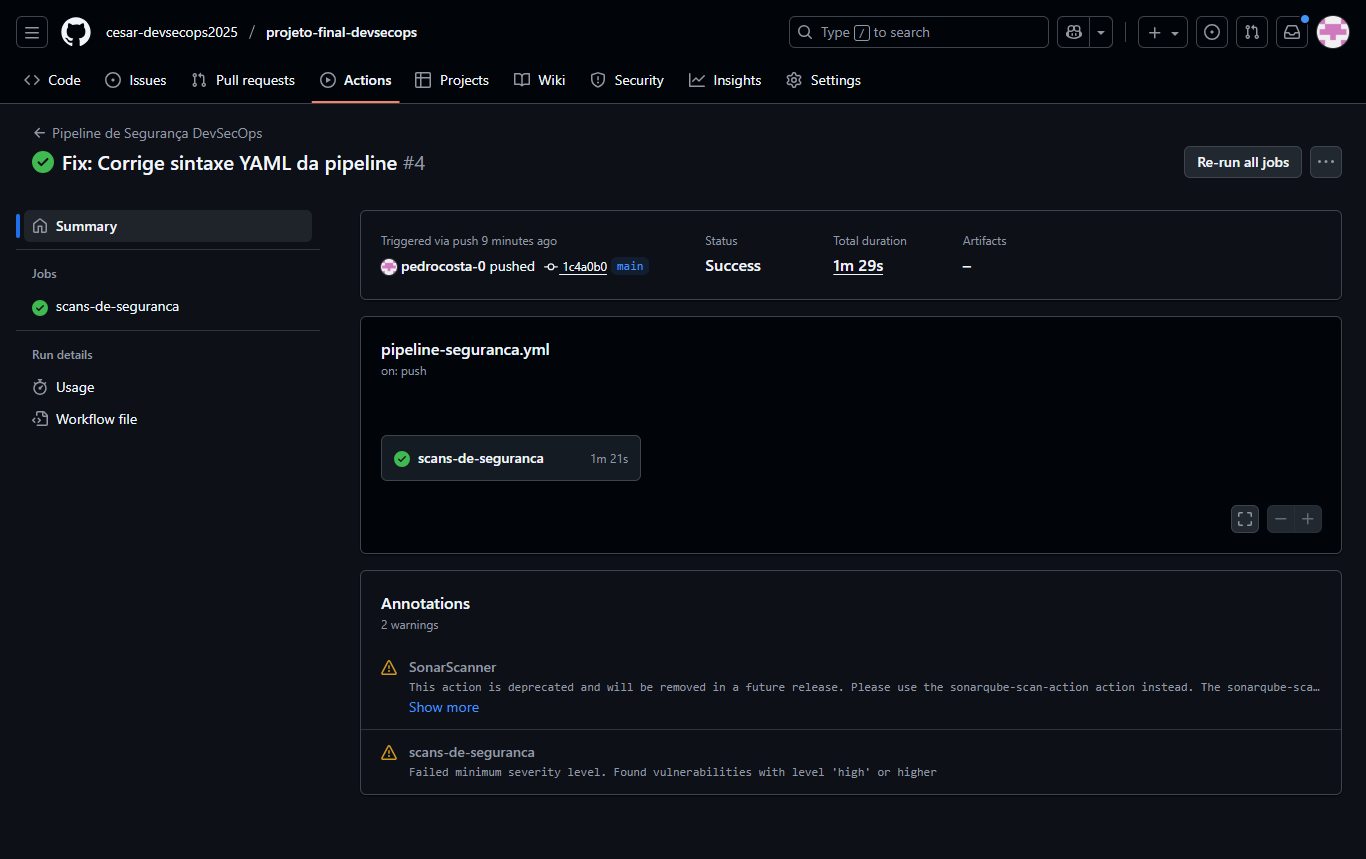 cesar-devsecops2025 / projeto-final-devsecops
Type / to search
Code
Issues
Pull requests
Actions
Projects
Wiki
Security
Insights
Settings
Pipeline de Segurança DevSecOps
Fix: Corrige sintaxe YAML da pipeline #4
Re-run all jobs
Summary
Jobs
scans-de-seguranca
Run details
Usage
Workflow file
Triggered via push 9 minutes ago
pedrocosta-0 pushed 1c4a0b0 main
Status
Success
Total duration
1m 29s
Artifacts
–
pipeline-seguranca.yml
on: push
scans-de-seguranca 1m 21s
Annotations
2 warnings
SonarScanner
This action is deprecated and will be removed in a future release. Please use the sonarqube-scan-action action instead. The sonarqube-sca…
Show more
scans-de-seguranca
Failed minimum severity level. Found vulnerabilities with level 'high' or higher